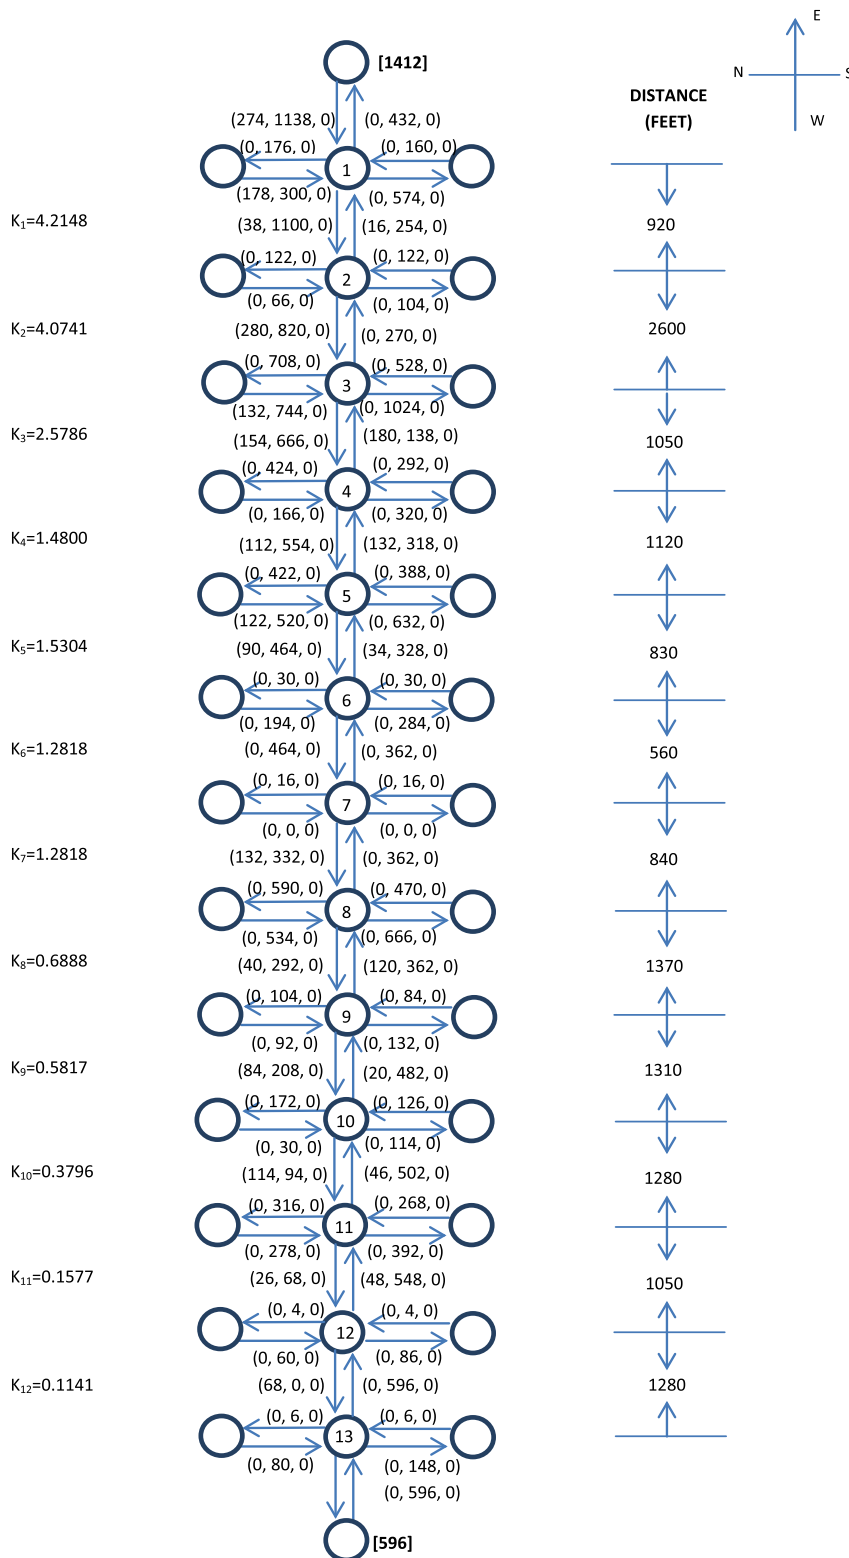 E
[1412]
N
S
DISTANCE
(FEET)
W
(274, 1138, 0)
(0, 432, 0)
(0, 176, 0)
(0, 160, 0)
1
(178, 300, 0)
(0, 574, 0)
K1=4.2148
(38, 1100, 0)
(16, 254, 0)
920
(0, 122, 0)
(0, 122, 0)
2
(0, 66, 0)
(0, 104, 0)
K2=4.0741
(280, 820, 0)
(0, 270, 0)
2600
(0, 708, 0)
(0, 528, 0)
3
(132, 744, 0)
(0, 1024, 0)
K3=2.5786
(154, 666, 0)
(180, 138, 0)
1050
(0, 424, 0)
(0, 292, 0)
4
(0, 166, 0)
(0, 320, 0)
K4=1.4800
(112, 554, 0)
(132, 318, 0)
1120
(0, 422, 0)
(0, 388, 0)
5
(122, 520, 0)
(0, 632, 0)
K5=1.5304
(90, 464, 0)
(34, 328, 0)
830
(0, 30, 0)
(0, 30, 0)
6
(0, 194, 0)
(0, 284, 0)
K6=1.2818
(0, 464, 0)
(0, 362, 0)
560
(0, 16, 0)
(0, 16, 0)
7
(0, 0, 0)
(0, 0, 0)
K7=1.2818
(132, 332, 0)
(0, 362, 0)
840
(0, 590, 0)
(0, 470, 0)
8
(0, 534, 0)
(0, 666, 0)
K8=0.6888
(40, 292, 0)
(120, 362, 0)
1370
(0, 104, 0)
(0, 84, 0)
9
(0, 92, 0)
(0, 132, 0)
K9=0.5817
(84, 208, 0)
(20, 482, 0)
1310
(0, 172, 0)
(0, 126, 0)
10
(0, 30, 0)
(0, 114, 0)
K10=0.3796
(114, 94, 0)
(46, 502, 0)
1280
(0, 316, 0)
(0, 268, 0)
11
(0, 278, 0)
(0, 392, 0)
K11=0.1577
(26, 68, 0)
(48, 548, 0)
1050
(0, 4, 0)
(0, 4, 0)
12
(0, 60, 0)
(0, 86, 0)
K12=0.1141
(68, 0, 0)
(0, 596, 0)
1280
(0, 6, 0)
(0, 6, 0)
13
(0, 80, 0)
(0, 148, 0)
(0, 596, 0)
[596]